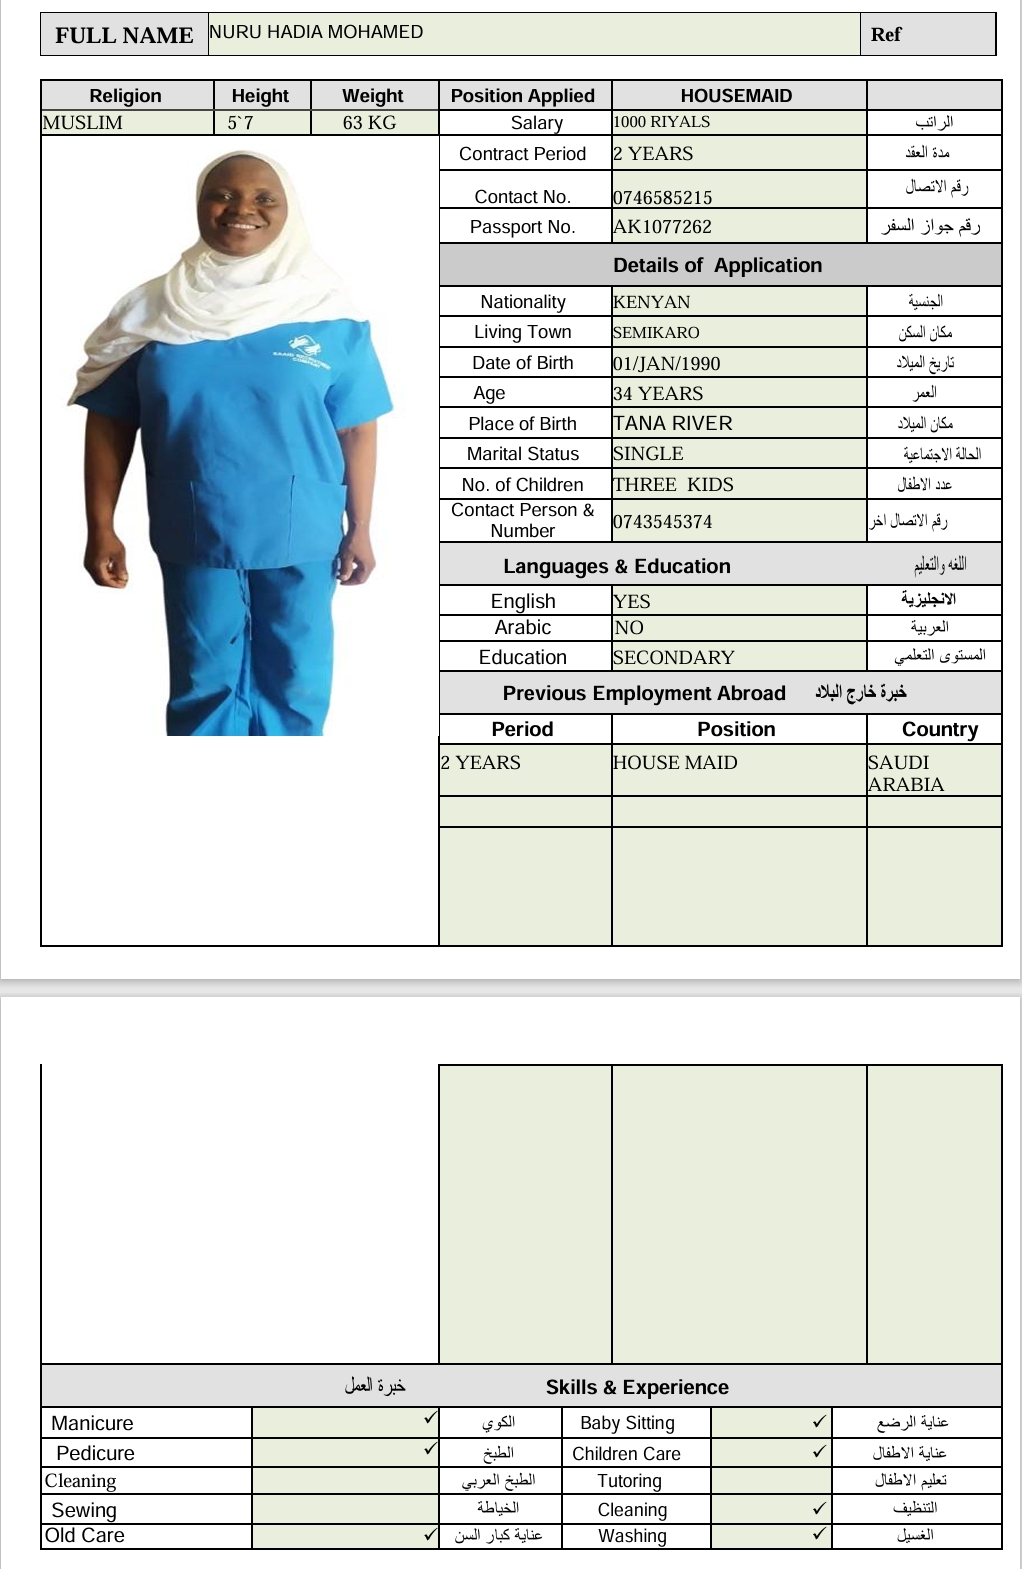 FULL NAME NURU HADIA MOHAMED Ref
Religion Height Weight Position Applied HOUSEMAID
MUSLIM 5`7 63 KG Salary 1000 RIYALS الراتب
Contract Period 2 YEARS مدة العقد
Contact No. 0746585215 رقم الاتصال
Passport No. AK1077262 رقم جواز السفر
Details of Application
Nationality KENYAN الجنسية
Living Town SEMIKARO مكان السكن
Date of Birth 01/JAN/1990 تاريخ الميلاد
Age 34 YEARS العمر
Place of Birth TANA RIVER مكان الميلاد
Marital Status SINGLE الحالة الاجتماعية
No. of Children THREE KIDS عدد الاطفال
Contact Person &
Number 0743545374 رقم الاتصال اخر
Languages & Education اللغه والتعليم
English YES الانجليزية
Arabic NO العربية
Education SECONDARY المستوى التعلمي
Previous Employment Abroad خبرة خارج البلاد
Period Position Country
2 YEARS HOUSE MAID SAUDI
ARABIA
خبرة العمل Skills & Experience
Manicure ✓ الكوي Baby Sitting ✓ عناية الرضع
Pedicure ✓ الطبخ Children Care ✓ عناية الاطفال
Cleaning الطبخ العربي Tutoring تعليم الاطفال
Sewing الخياطة Cleaning ✓ التنظيف
Old Care ✓ عناية كبار السن Washing ✓ الغسيل